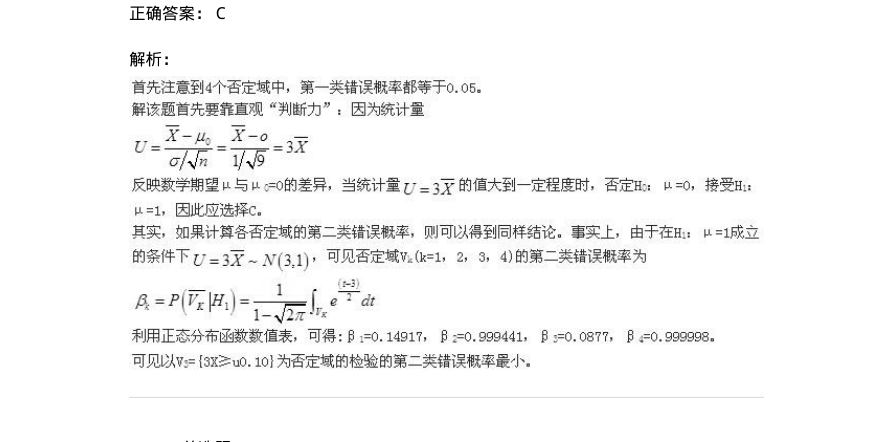 正确答案: C
解析:
首先注意到4个否定域中，第一类错误概率都等于0.05。
解该题首先要靠直观“判断力”：因为统计量
U = (X̄ − μ₀)/(σ/√n) = (X̄ − o)/(1/√9) = 3X̄
反映数学期望μ与μ₀=0的差异，当统计量 U = 3X̄ 的值大到一定程度时，否定H₀: μ=0，接受H₁:
μ=1，因此应选择C。
其实，如果计算各否定域的第二类错误概率，则可以得到同样结论。事实上，由于在H₁: μ=1成立
的条件下 U = 3X̄ ~ N(3,1)，可见否定域Vₖ(k=1，2，3，4)的第二类错误概率为
βₖ = P(V̄_K|H₁) = 1/(1−√2π) ∫_{V_K} e^{(t−3)/2} dt
利用正态分布函数数值表，可得:β₁=0.14917，β₂=0.999441，β₃=0.0877，β₄=0.999998。
可见以V₃={3X≥u0.10}为否定域的检验的第二类错误概率最小。